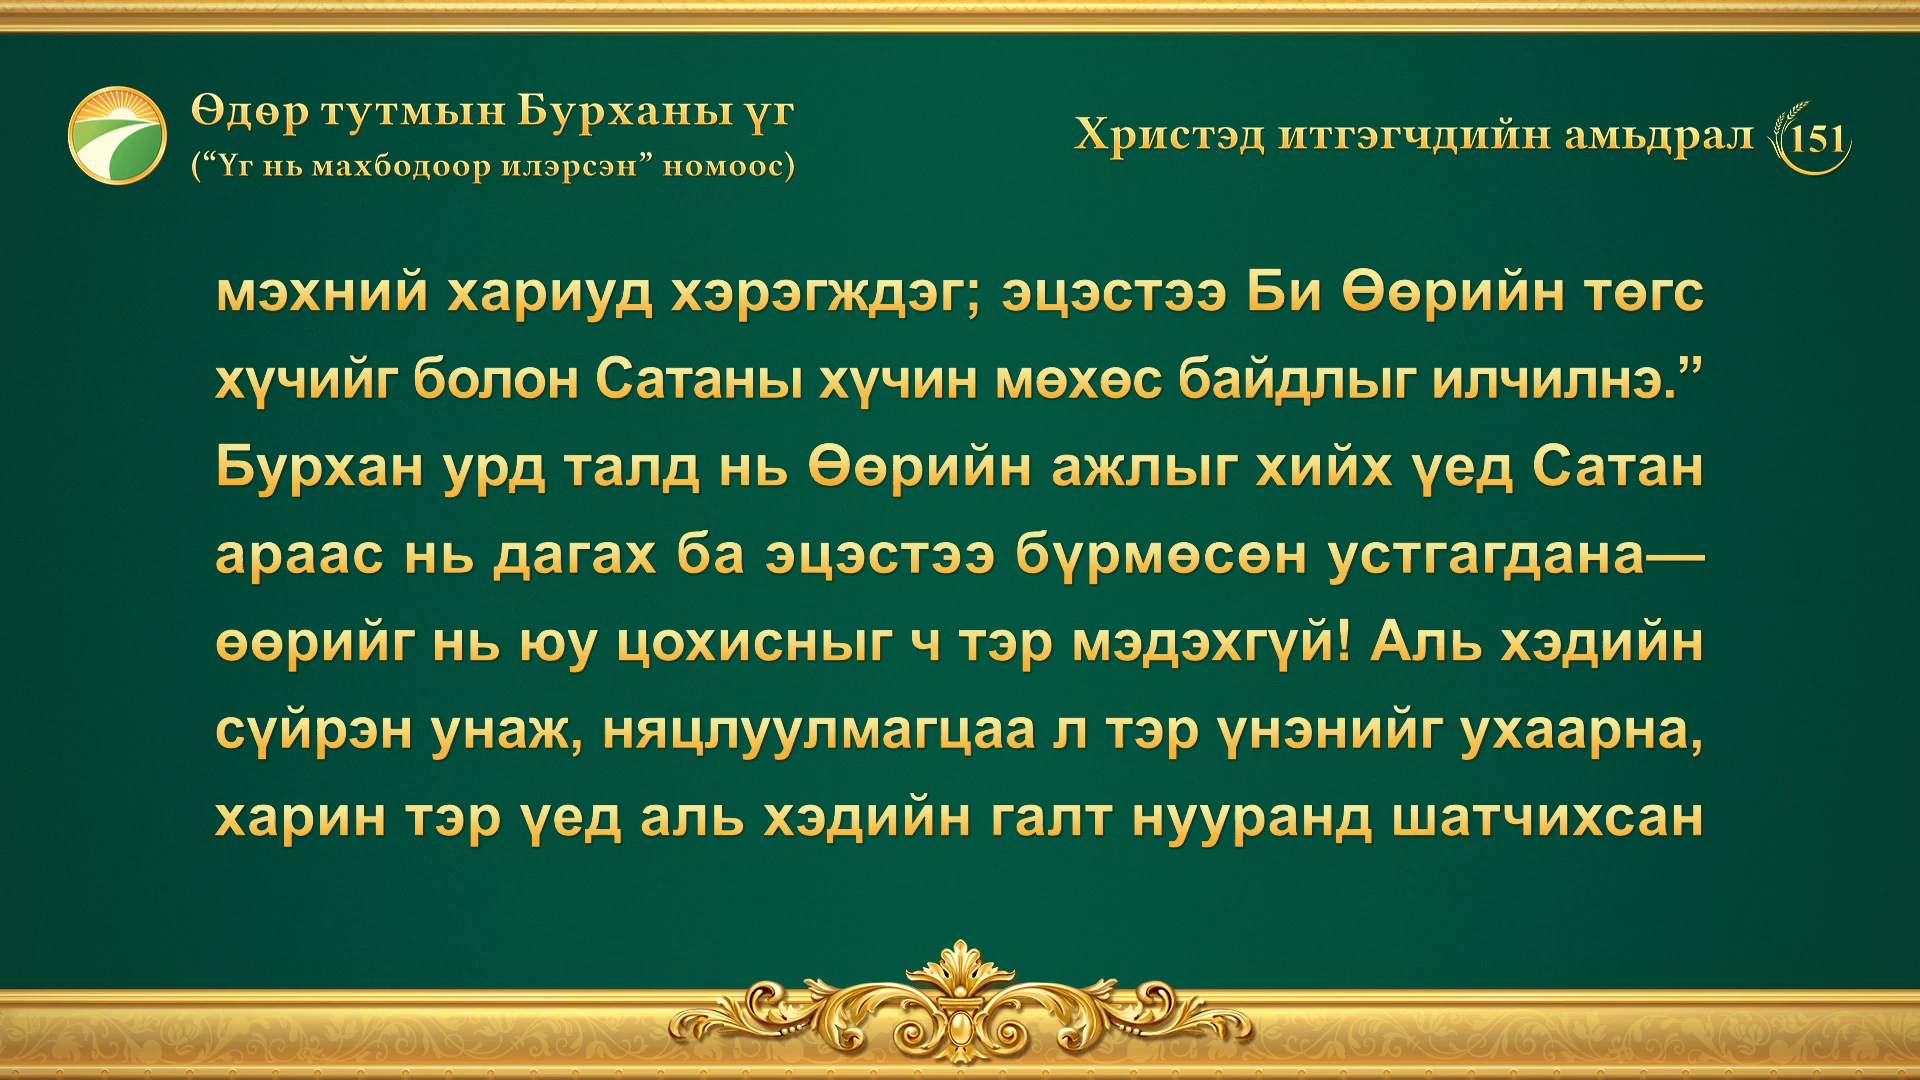 Өдөр тутмын Бурханы үг
(“Үг нь махбодоор илэрсэн” номоос)
Христэд итгэгчдийн амьдрал 151
мэхний хариуд хэрэгждэг; эцэстээ Би Өөрийн төгс
хүчийг болон Сатаны хүчин мөхөс байдлыг илчилнэ.”
Бурхан урд талд нь Өөрийн ажлыг хийх үед Сатан
араас нь дагах ба эцэстээ бүрмөсөн устгагдана—
өөрийг нь юу цохисныг ч тэр мэдэхгүй! Аль хэдийн
сүйрэн унаж, няцлуулмагцаа л тэр үнэнийг ухаарна,
харин тэр үед аль хэдийн галт нууранд шатчихсан